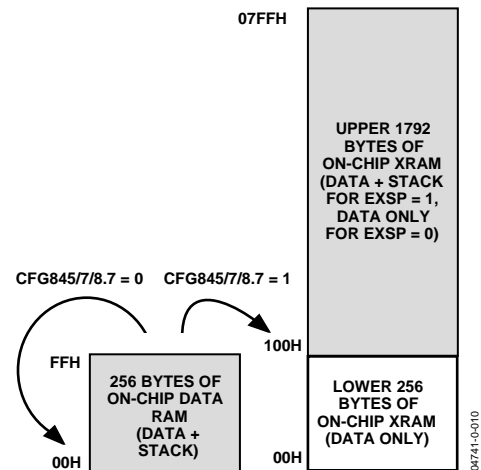 07FFH
UPPER 1792
BYTES OF
ON-CHIP XRAM
(DATA + STACK
FOR EXSP = 1,
DATA ONLY
FOR EXSP = 0)
CFG845/7/8.7 = 0
CFG845/7/8.7 = 1
100H
FFH
256 BYTES OF
ON-CHIP DATA
RAM
(DATA +
STACK)
00H
LOWER 256
BYTES OF
ON-CHIP XRAM
(DATA ONLY)
00H
04741-0-010